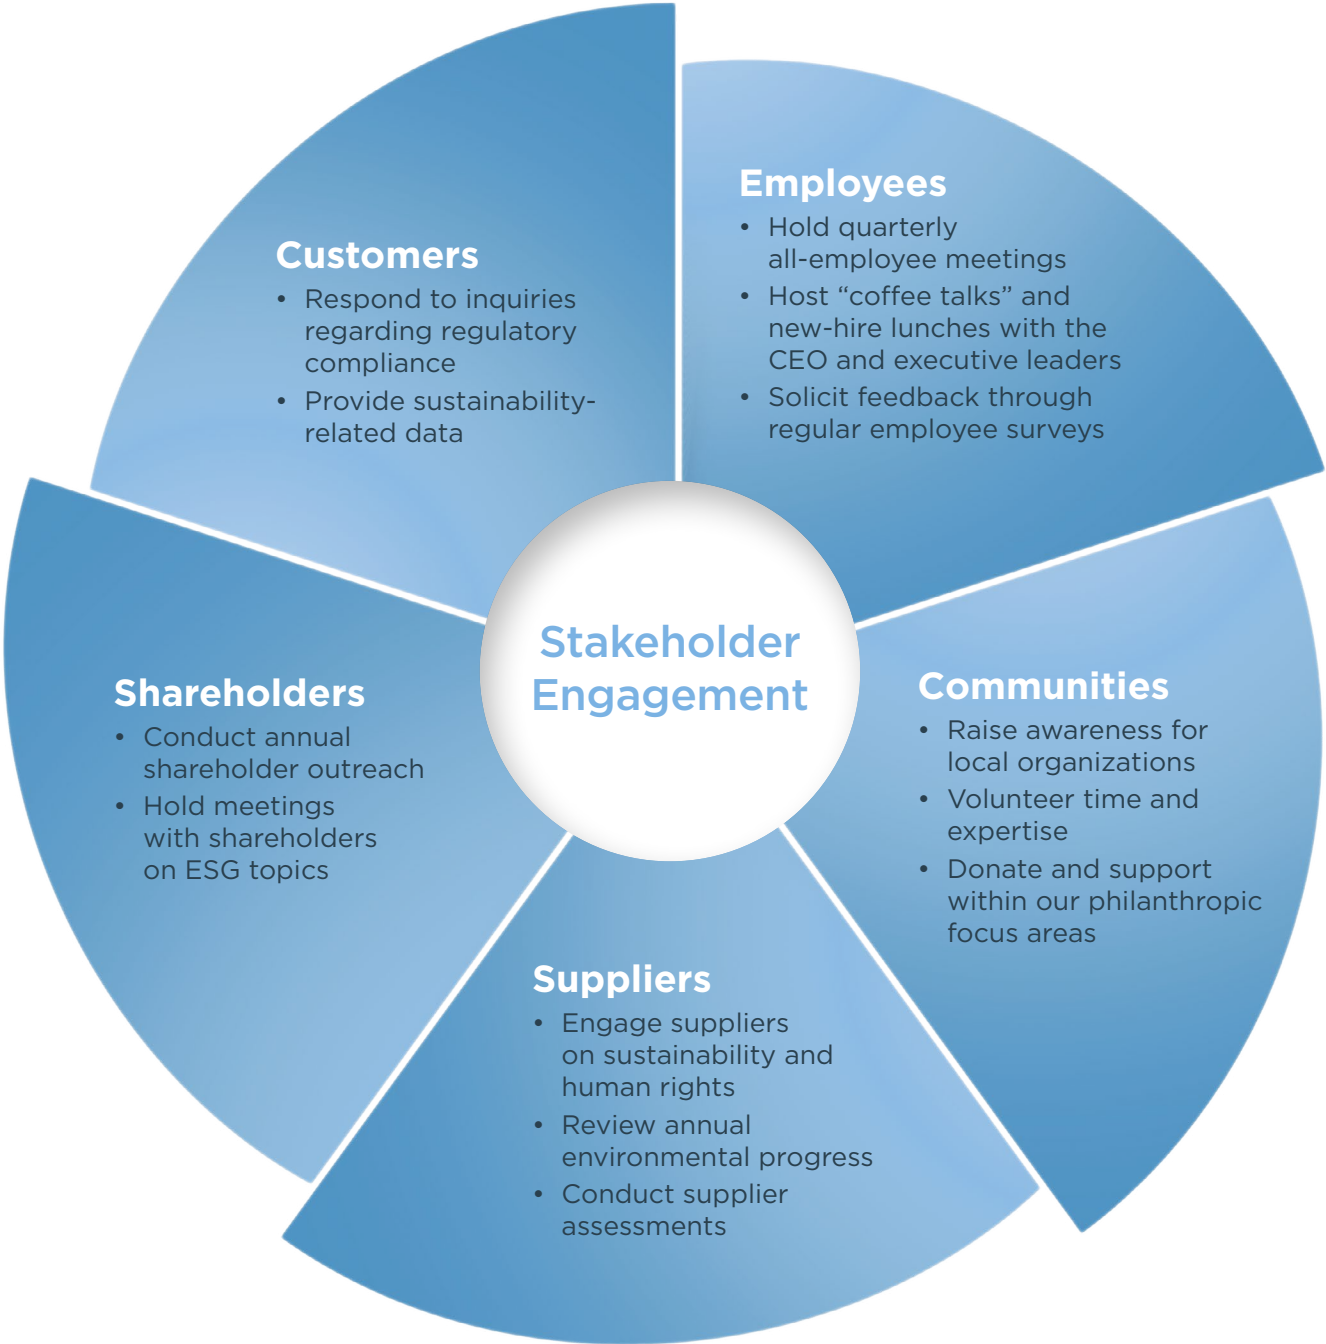 Stakeholder
Engagement
Employees
• Hold quarterly
all-employee meetings
• Host “coffee talks” and
new-hire lunches with the
CEO and executive leaders
• Solicit feedback through
regular employee surveys
Communities
• Raise awareness for
local organizations
• Volunteer time and
expertise
• Donate and support
within our philanthropic
focus areas
Suppliers
• Engage suppliers
on sustainability and
human rights
• Review annual
environmental progress
• Conduct supplier
assessments
Shareholders
• Conduct annual
shareholder outreach
• Hold meetings
with shareholders
on ESG topics
Customers
• Respond to inquiries
regarding regulatory
compliance
• Provide sustainability-
related data